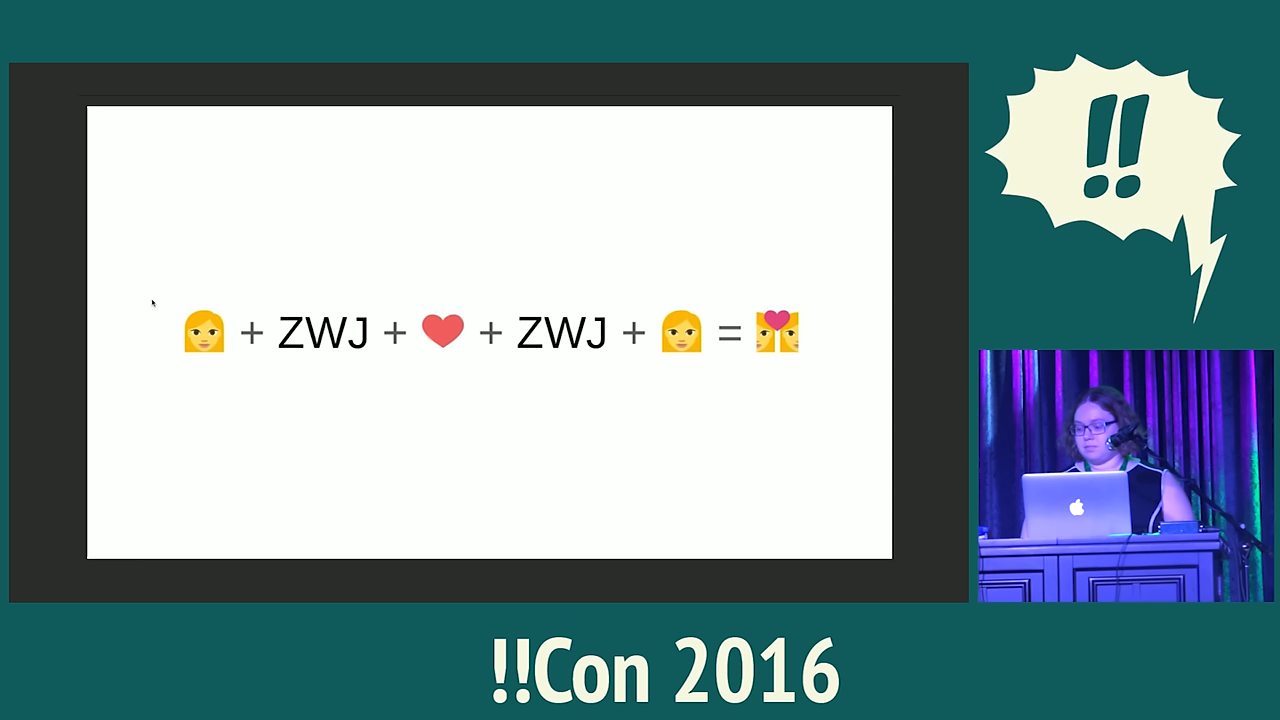 !!
👩 + ZWJ + ❤️ + ZWJ + 👩 = 👩‍❤️‍👩
!!Con 2016